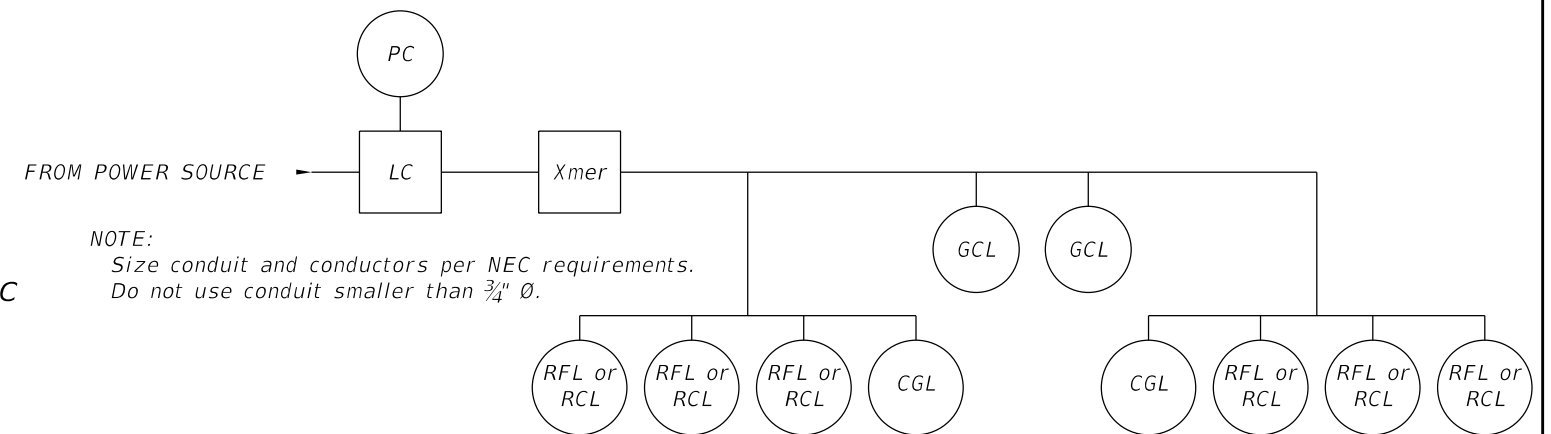 PC
FROM POWER SOURCE
LC
Xmer
NOTE:
Size conduit and conductors per NEC requirements.
Do not use conduit smaller than ¾" Ø.
C
GCL
GCL
RFL or
RCL
RFL or
RCL
RFL or
RCL
CGL
CGL
RFL or
RCL
RFL or
RCL
RFL or
RCL